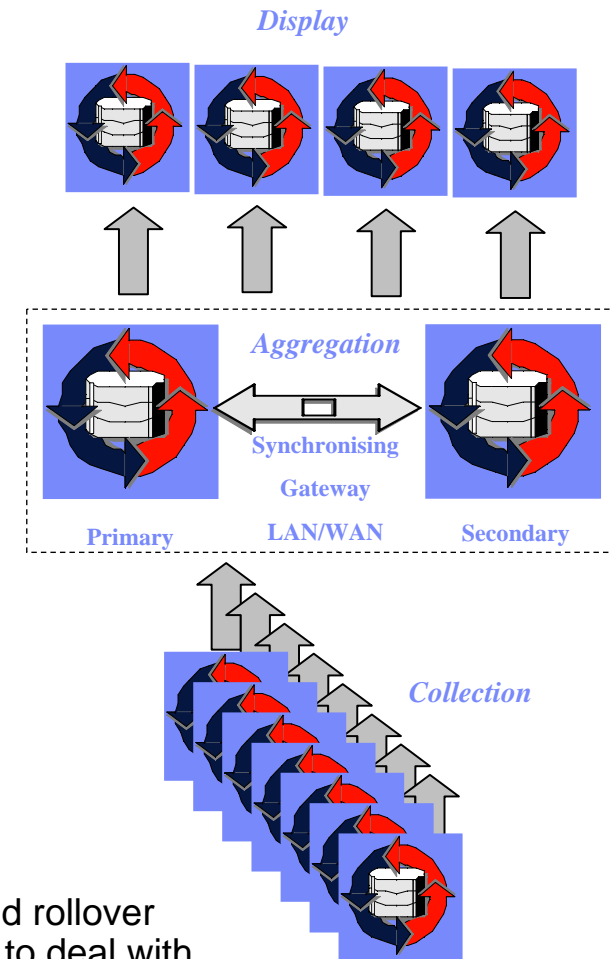 Display
Aggregation
Synchronising
Gateway
LAN/WAN
Primary
Secondary
Collection
d rollover
to deal with